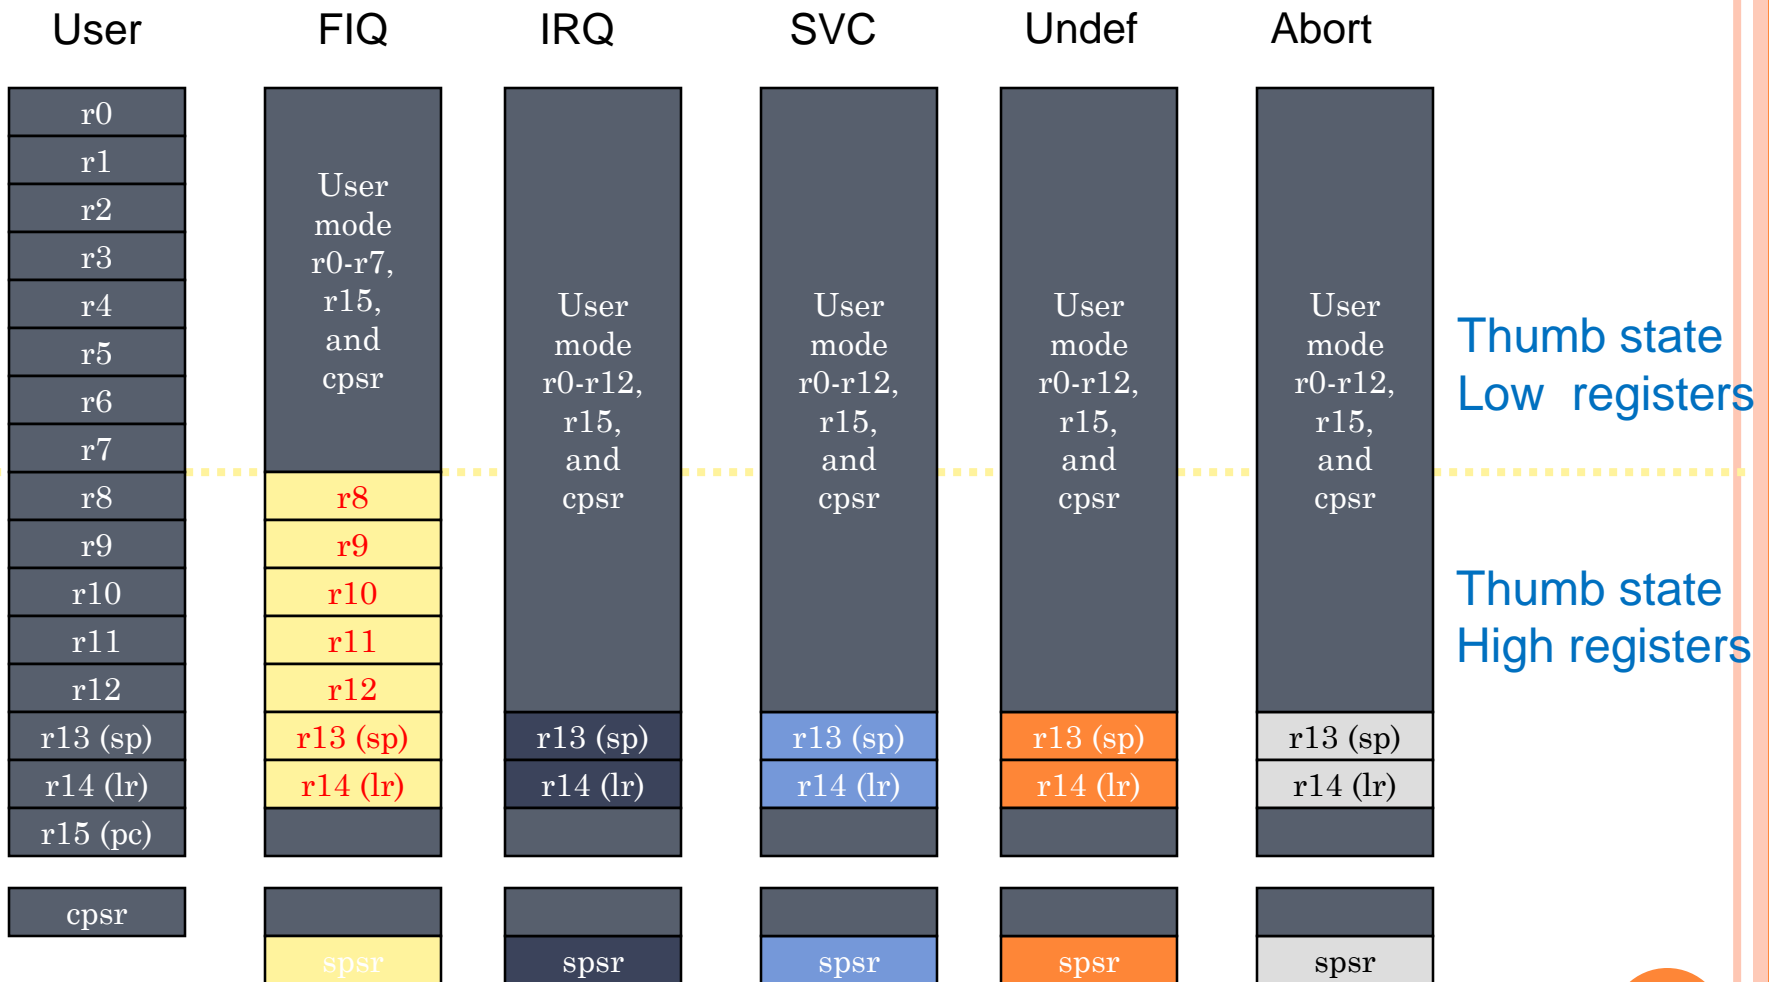 User FIQ IRQ SVC Undef Abort
r0
r1
r2
r3
r4
r5
r6
r7
r8
r9
r10
r11
r12
r13 (sp)
r14 (lr)
r15 (pc)
cpsr
User
mode
r0-r7,
r15,
and
cpsr
r8
r9
r10
r11
r12
r13 (sp)
r14 (lr)
spsr
User
mode
r0-r12,
r15,
and
cpsr
r13 (sp)
r14 (lr)
spsr
User
mode
r0-r12,
r15,
and
cpsr
r13 (sp)
r14 (lr)
spsr
User
mode
r0-r12,
r15,
and
cpsr
r13 (sp)
r14 (lr)
spsr
User
mode
r0-r12,
r15,
and
cpsr
r13 (sp)
r14 (lr)
spsr
Thumb state
Low registers
Thumb state
High registers